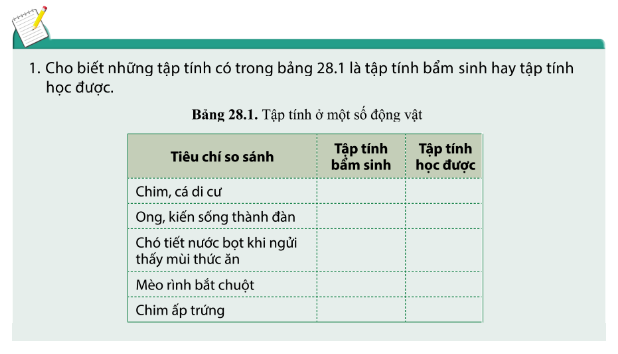 1. Cho biết những tập tính có trong bảng 28.1 là tập tính bẩm sinh hay tập tính
học được.
Bảng 28.1. Tập tính ở một số động vật
Tiêu chí so sánh
Tập tính
bẩm sinh
Tập tính
học được
Chim, cá di cư
Ong, kiến sống thành đàn
Chó tiết nước bọt khi ngửi
thấy mùi thức ăn
Mèo rình bắt chuột
Chim ấp trứng